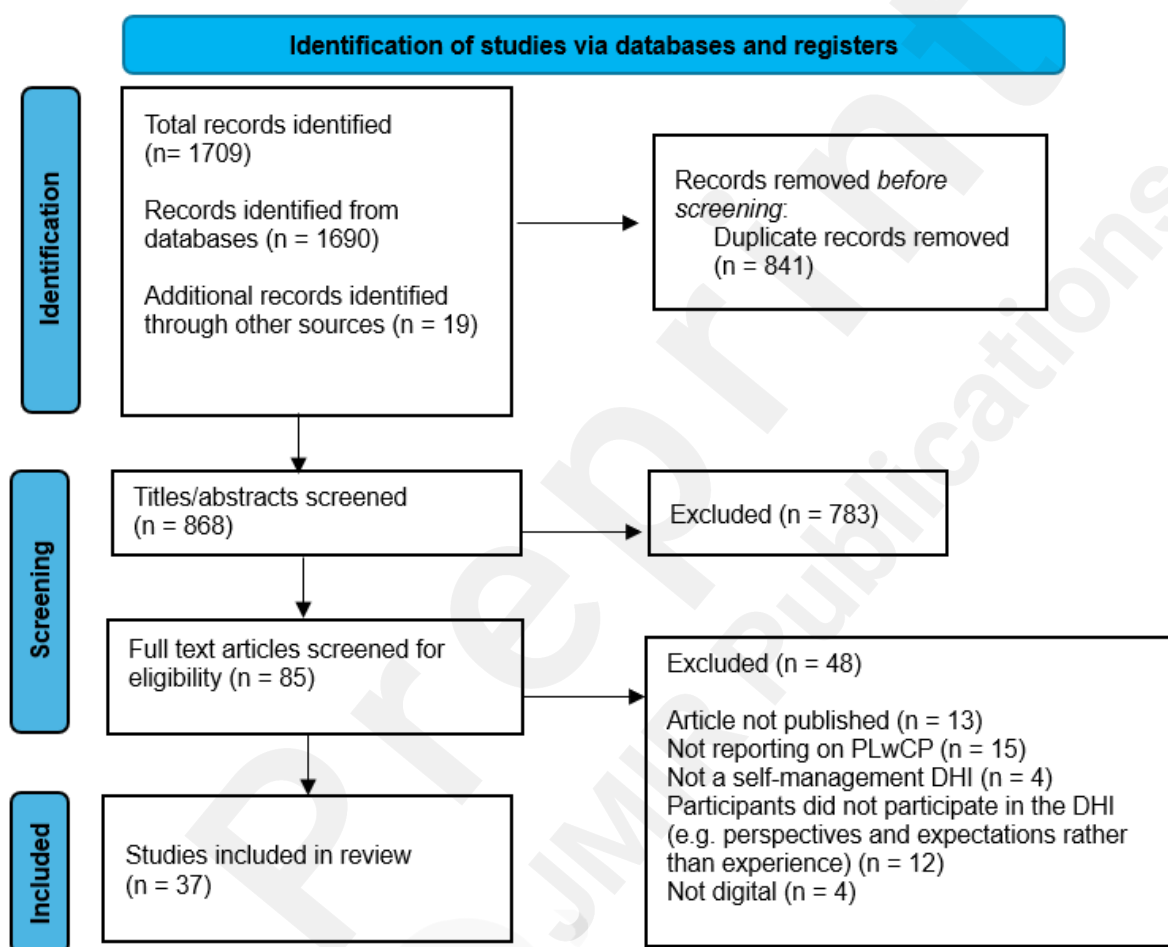 Identification of studies via databases and registers
Identification
Total records identified
(n= 1709)
Records identified from
databases (n = 1690)
Additional records identified
through other sources (n = 19)
Records removed before
screening:
Duplicate records removed
(n = 841)
Screening
Titles/abstracts screened
(n = 868)
Excluded (n = 783)
Full text articles screened for
eligibility (n = 85)
Excluded (n = 48)
Article not published (n = 13)
Not reporting on PLwCP (n = 15)
Not a self-management DHI (n = 4)
Participants did not participate in the DHI
(e.g. perspectives and expectations rather
than experience) (n = 12)
Not digital (n = 4)
Included
Studies included in review
(n = 37)
Preprint
JMIR Publications